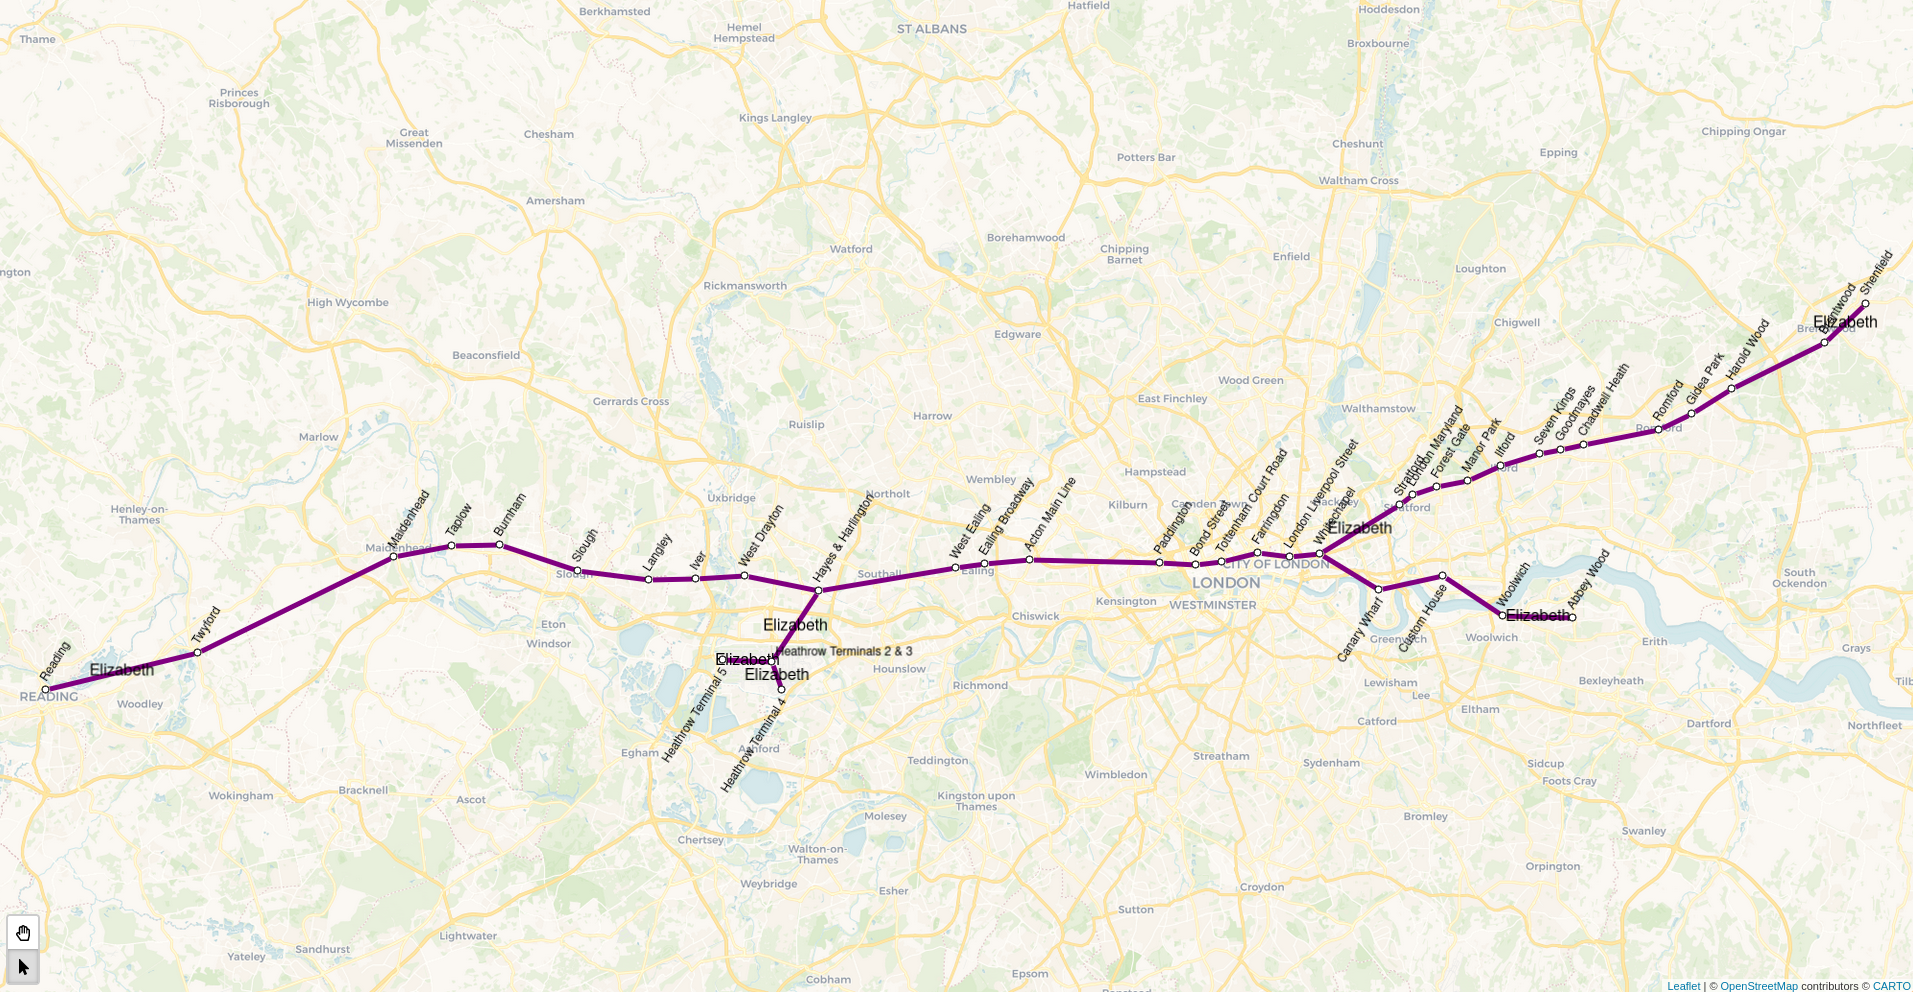 Berkhamsted
Hatfield
Hoddesdon
Thame
Hemel
Hempstead
ST ALBANS
Broxbourne
Princes
Risborough
Kings Langley
Great
Missenden
Chesham
Chipping Ongar
Cheshunt
Potters Bar
Epping
Waltham Cross
Amersham
Borehamwood
Watford
Chipping
Barnet
Enfield
Loughton
ngton
Rickmansworth
Shenfield
High Wycombe
Brentwood
Elizabeth
Chigwell
Edgware
Harold Wood
Beaconsfield
Gidea Park
Wood Green
Romford
Gerrards Cross
East Finchley
Walthamstow
Chadwell Heath
Goodmayes
Seven Kings
Harrow
Ruislip
Marlow
Ilford
Manor Park
Forest Gate
London Maryland
Stratford
Hampstead
Wembley
Northolt
Uxbridge
Kilburn
Camden Town
Hackney
Stratford
Henley-on-
Thames
Elizabeth
Reading
Twyford
Maidenhead
Maidenhead
Taplow
Burnham
Slough
Slough
Langley
Iver
West Drayton
Hayes & Harlington
Southall
West Ealing
Ealing Broadway
Ealing
Acton Main Line
Paddington
Bond Street
Tottenham Court Road
Farringdon
London Liverpool Street
Whitechapel
CITY OF LONDON
LONDON
WESTMINSTER
Kensington
Chiswick
South
Ockendon
Canary Wharf
Custom House
Woolwich
Elizabeth
Abbey Wood
Greenwich
Woolwich
Erith
Grays
Eton
Windsor
Elizabeth
Heathrow Terminals 2 & 3
Elizabeth
Elizabeth
Heathrow Terminal 5
Heathrow Terminal 4
Hounslow
Elizabeth
READING
Woodley
Richmond
Lewisham
Lee
Bexleyheath
Tilb
Eltham
Catford
Dartford
Northfleet
Egham
Ashford
Teddington
Streatham
Sydenham
Sidcup
Foots Cray
Wimbledon
Wokingham
Bracknell
Ascot
Kingston upon
Thames
Molesey
Bromley
Swanley
Chertsey
Walton-on-
Thames
Orpington
Weybridge
Esher
Croydon
Sutton
Lightwater
Sandhurst
Yateley
Cobham
Epsom
Leaflet | © OpenStreetMap contributors © CARTO